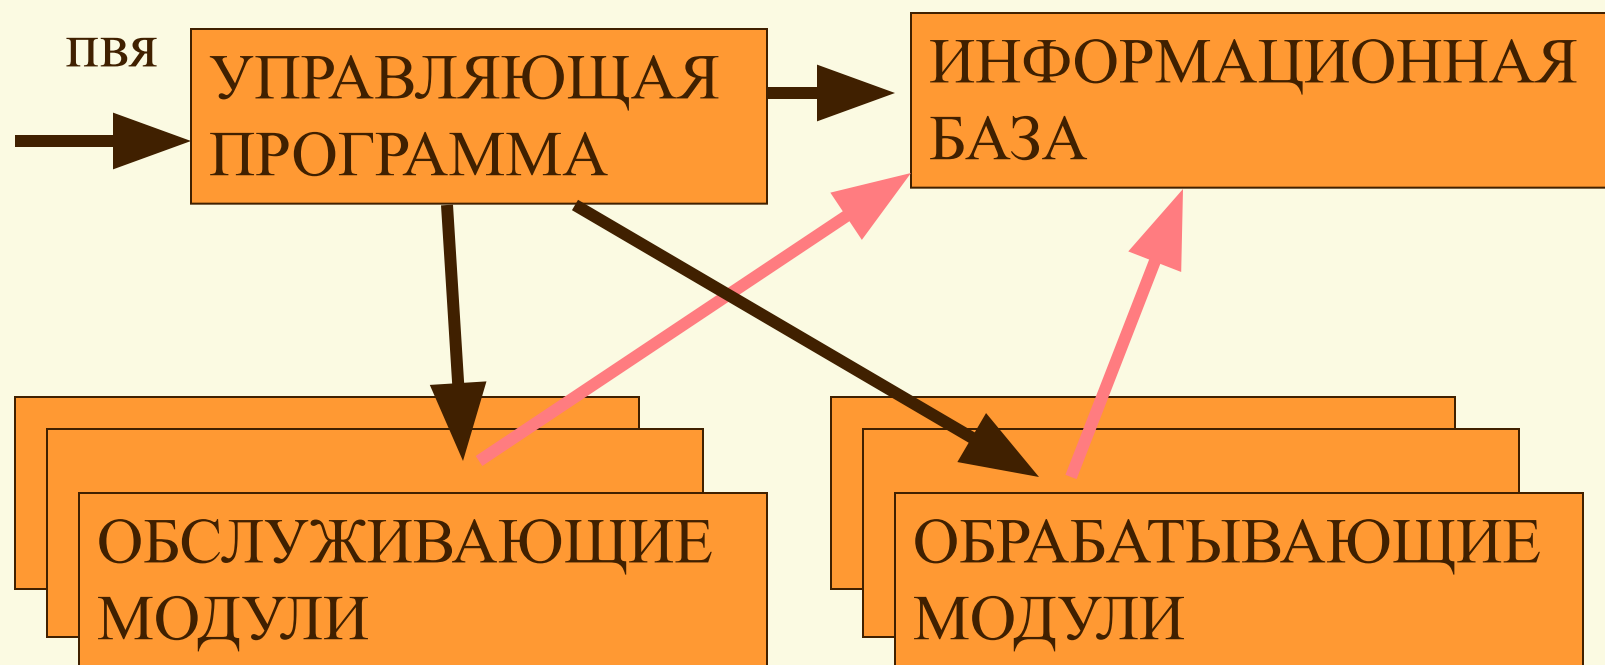 ПВЯ
УПРАВЛЯЮЩАЯ
ПРОГРАММА
ИНФОРМАЦИОННАЯ
БАЗА
ОБСЛУЖИВАЮЩИЕ
МОДУЛИ
ОБРАБАТЫВАЮЩИЕ
МОДУЛИ